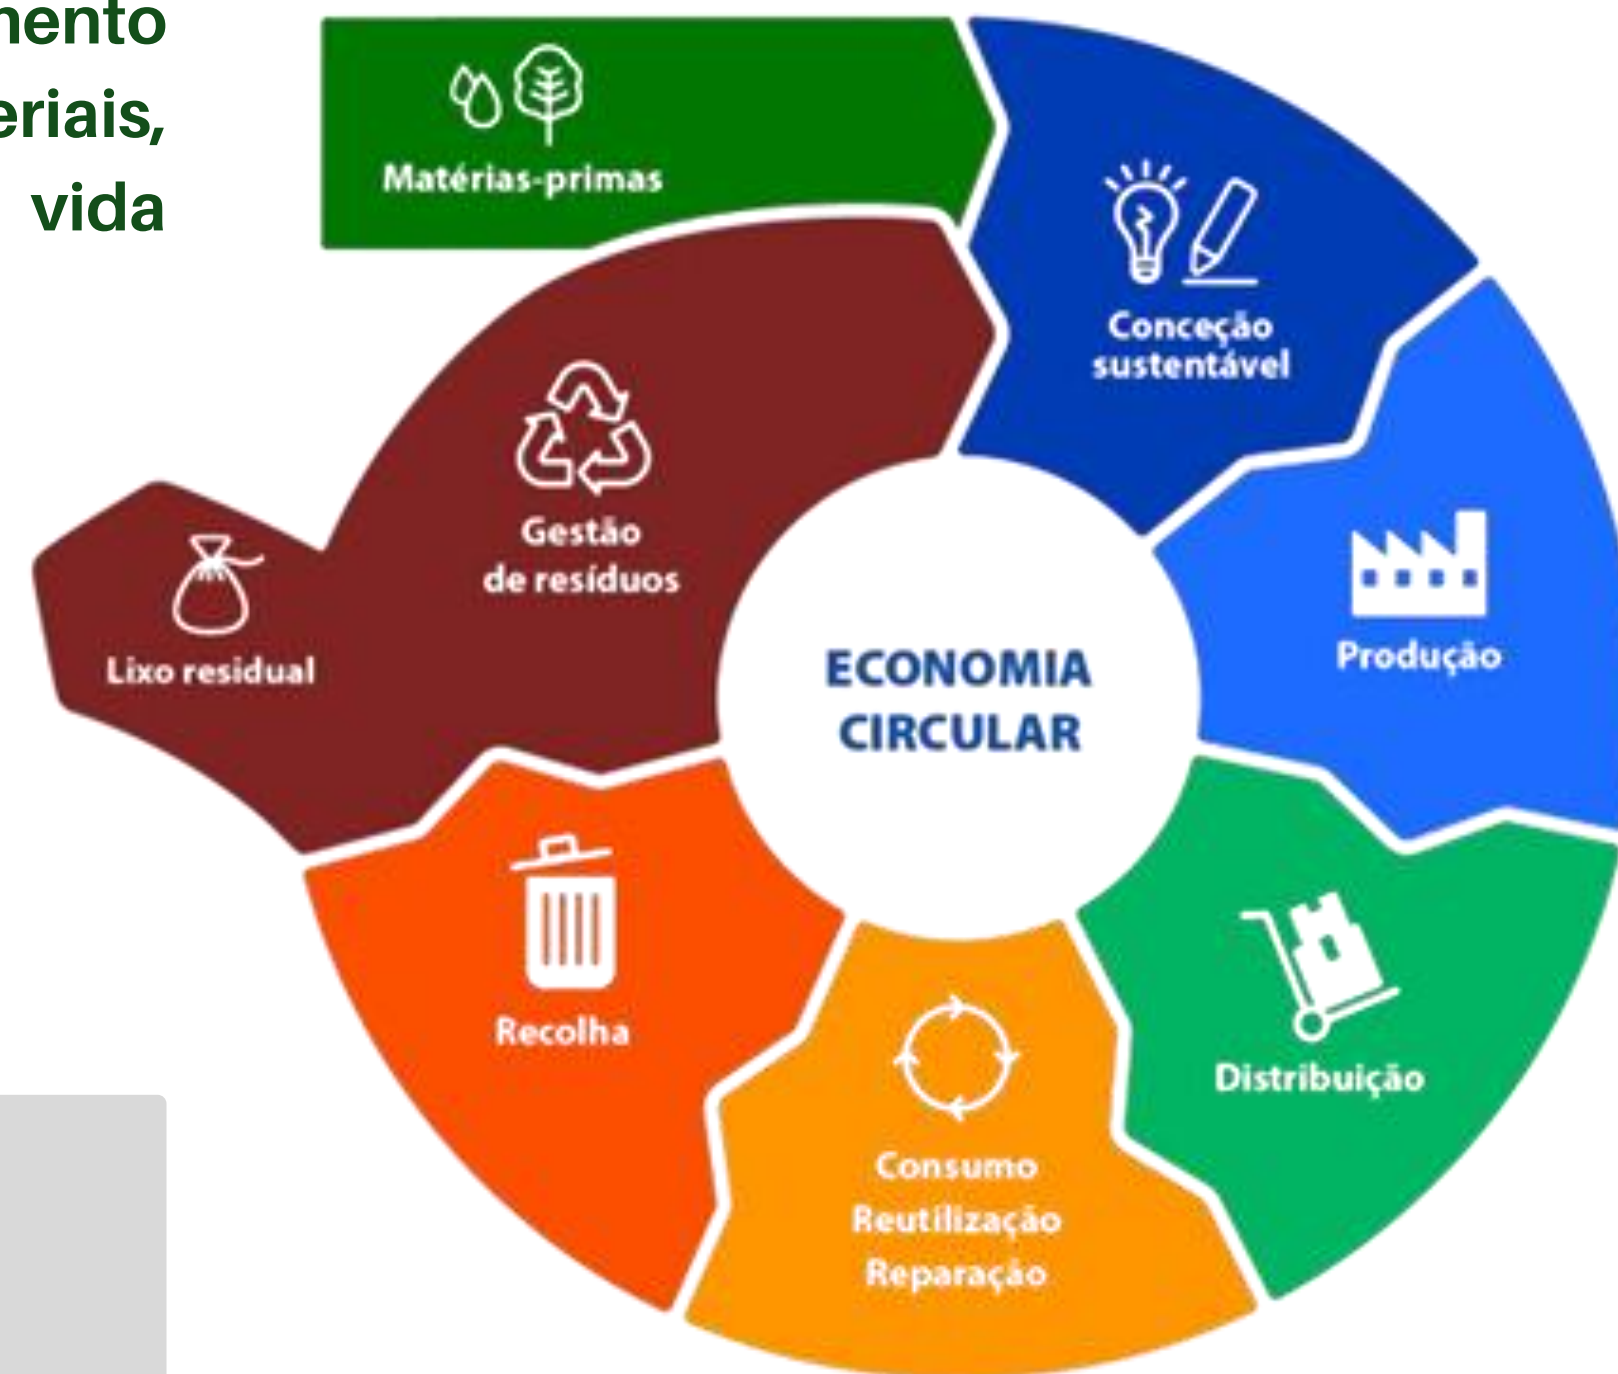 mento
eriais,
vida
Matérias-primas
Conceção
sustentável
Gestão
de resíduos
Lixo residual
Produção
ECONOMIA
CIRCULAR
Recolha
Distribuição
Consumo
Reutilização
Reparação